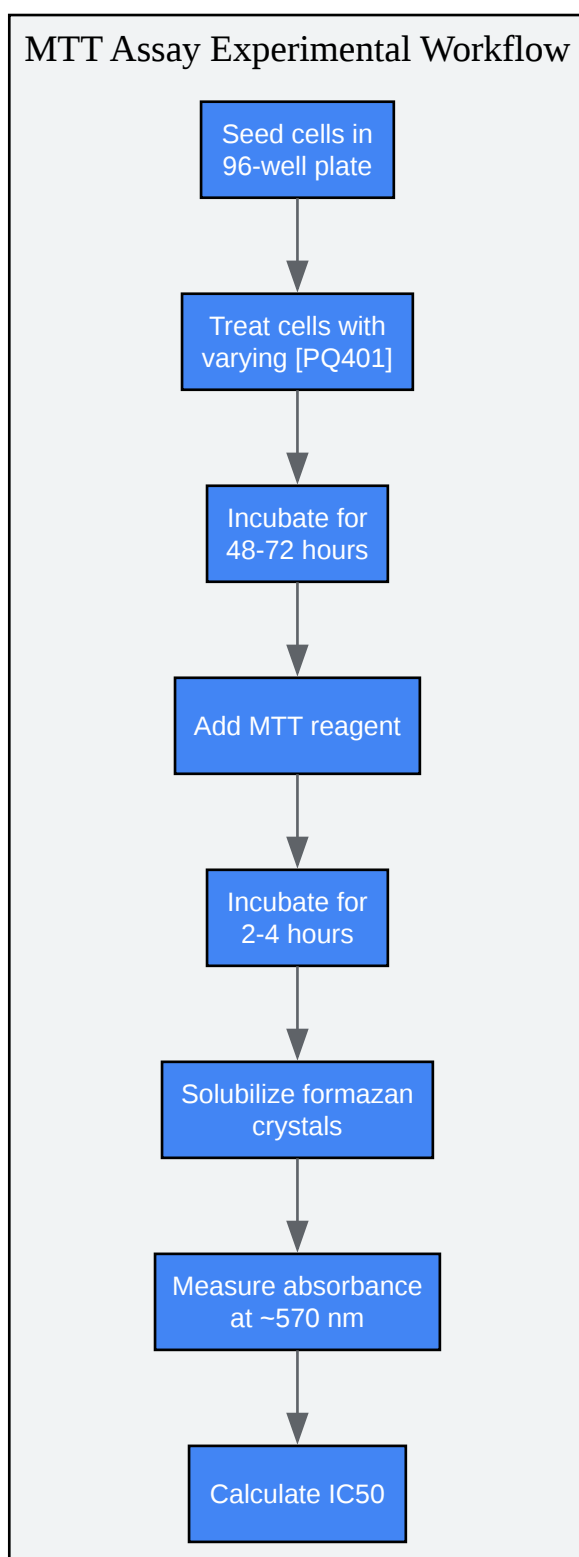 MTT Assay Experimental Workflow
Seed cells in
96-well plate
Treat cells with
varying [PQ401]
Incubate for
48-72 hours
Add MTT reagent
Incubate for
2-4 hours
Solubilize formazan
crystals
Measure absorbance
at ~570 nm
Calculate IC50